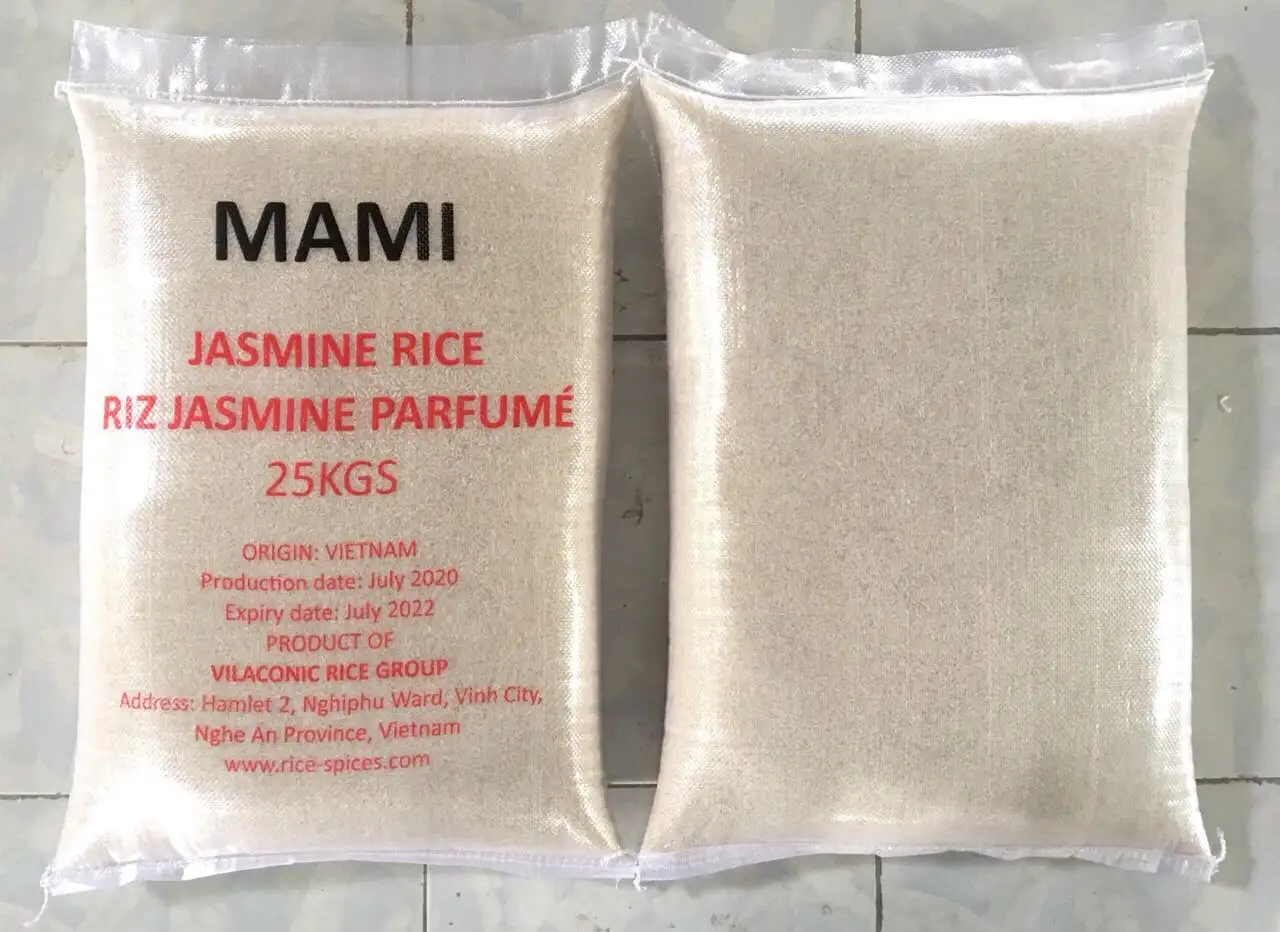 MAMI
JASMINE RICE
RIZ JASMINE PARFUMÉ
25KGS
ORIGIN: VIETNAM
Production date: July 2020
Expiry date: July 2022
PRODUCT OF
VILACONIC RICE GROUP
Address: Hamlet 2, Nghiphu Ward, Vinh City,
Nghe An Province, Vietnam
www.rice-spices.com